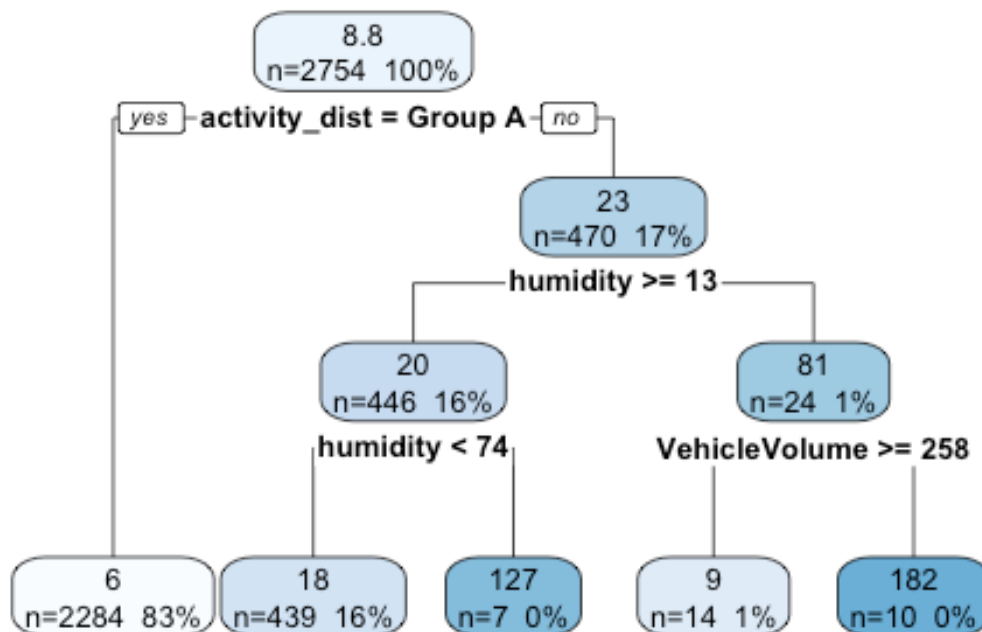 8.8
n=2754 100%
yes activity_dist = Group A no
23
n=470 17%
humidity >= 13
20
n=446 16%
81
n=24 1%
humidity < 74
VehicleVolume >= 258
6
n=2284 83%
18
n=439 16%
127
n=7 0%
9
n=14 1%
182
n=10 0%